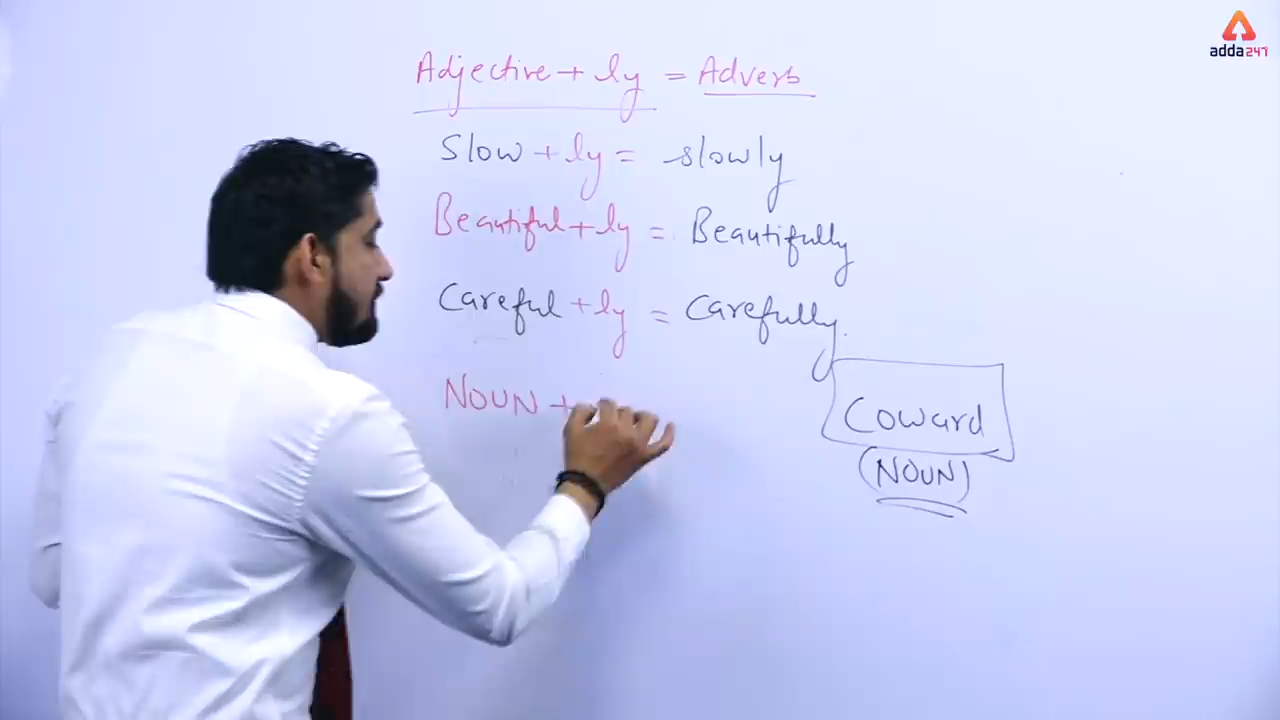 adda247
Adjective + ly = Adverb
Slow + ly = slowly
Beautiful + ly = Beautifully
Careful + ly = Carefully.
NOUN +
Coward
(NOUN)